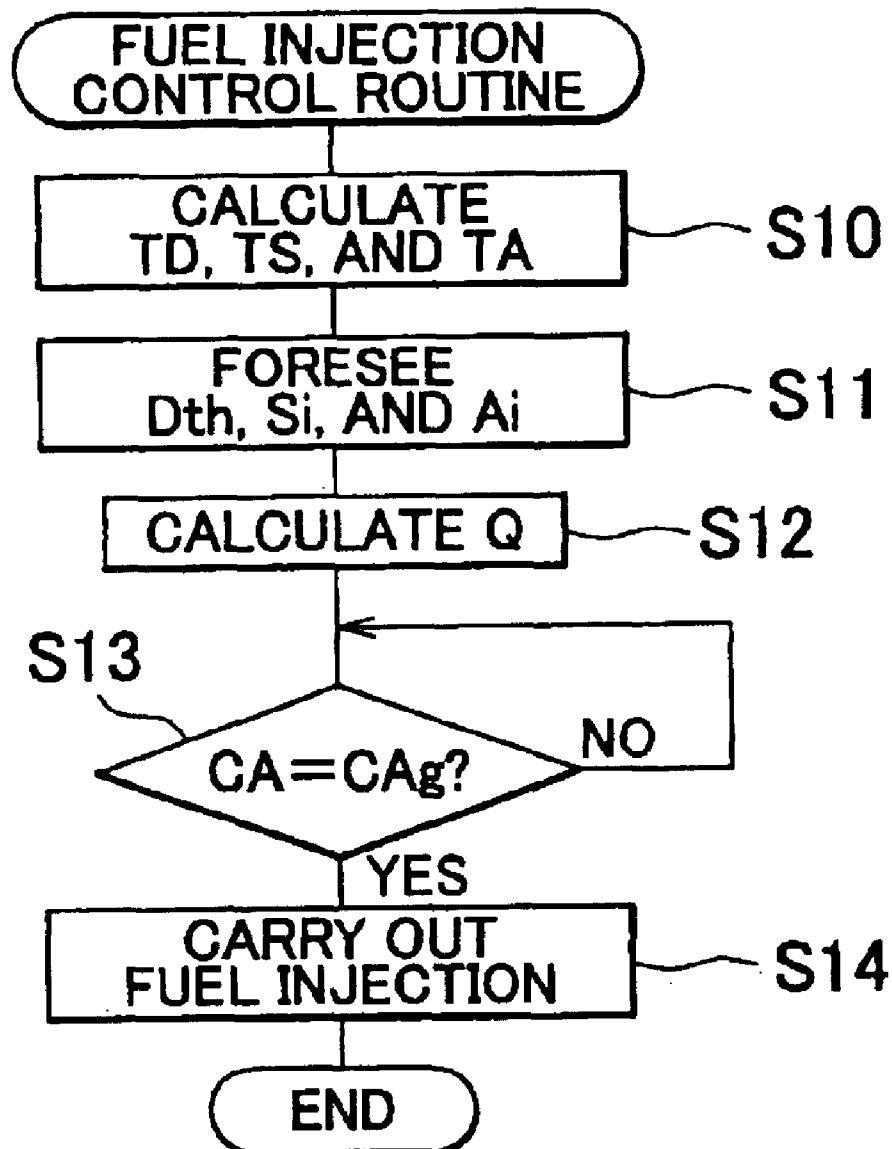 FUEL INJECTION
CONTROL ROUTINE
CALCULATE
TD, TS, AND TA
S10
FORESEE
Dth, Si, AND Ai
S11
CALCULATE Q
S12
S13
CA=CAg?
NO
YES
CARRY OUT
FUEL INJECTION
S14
END